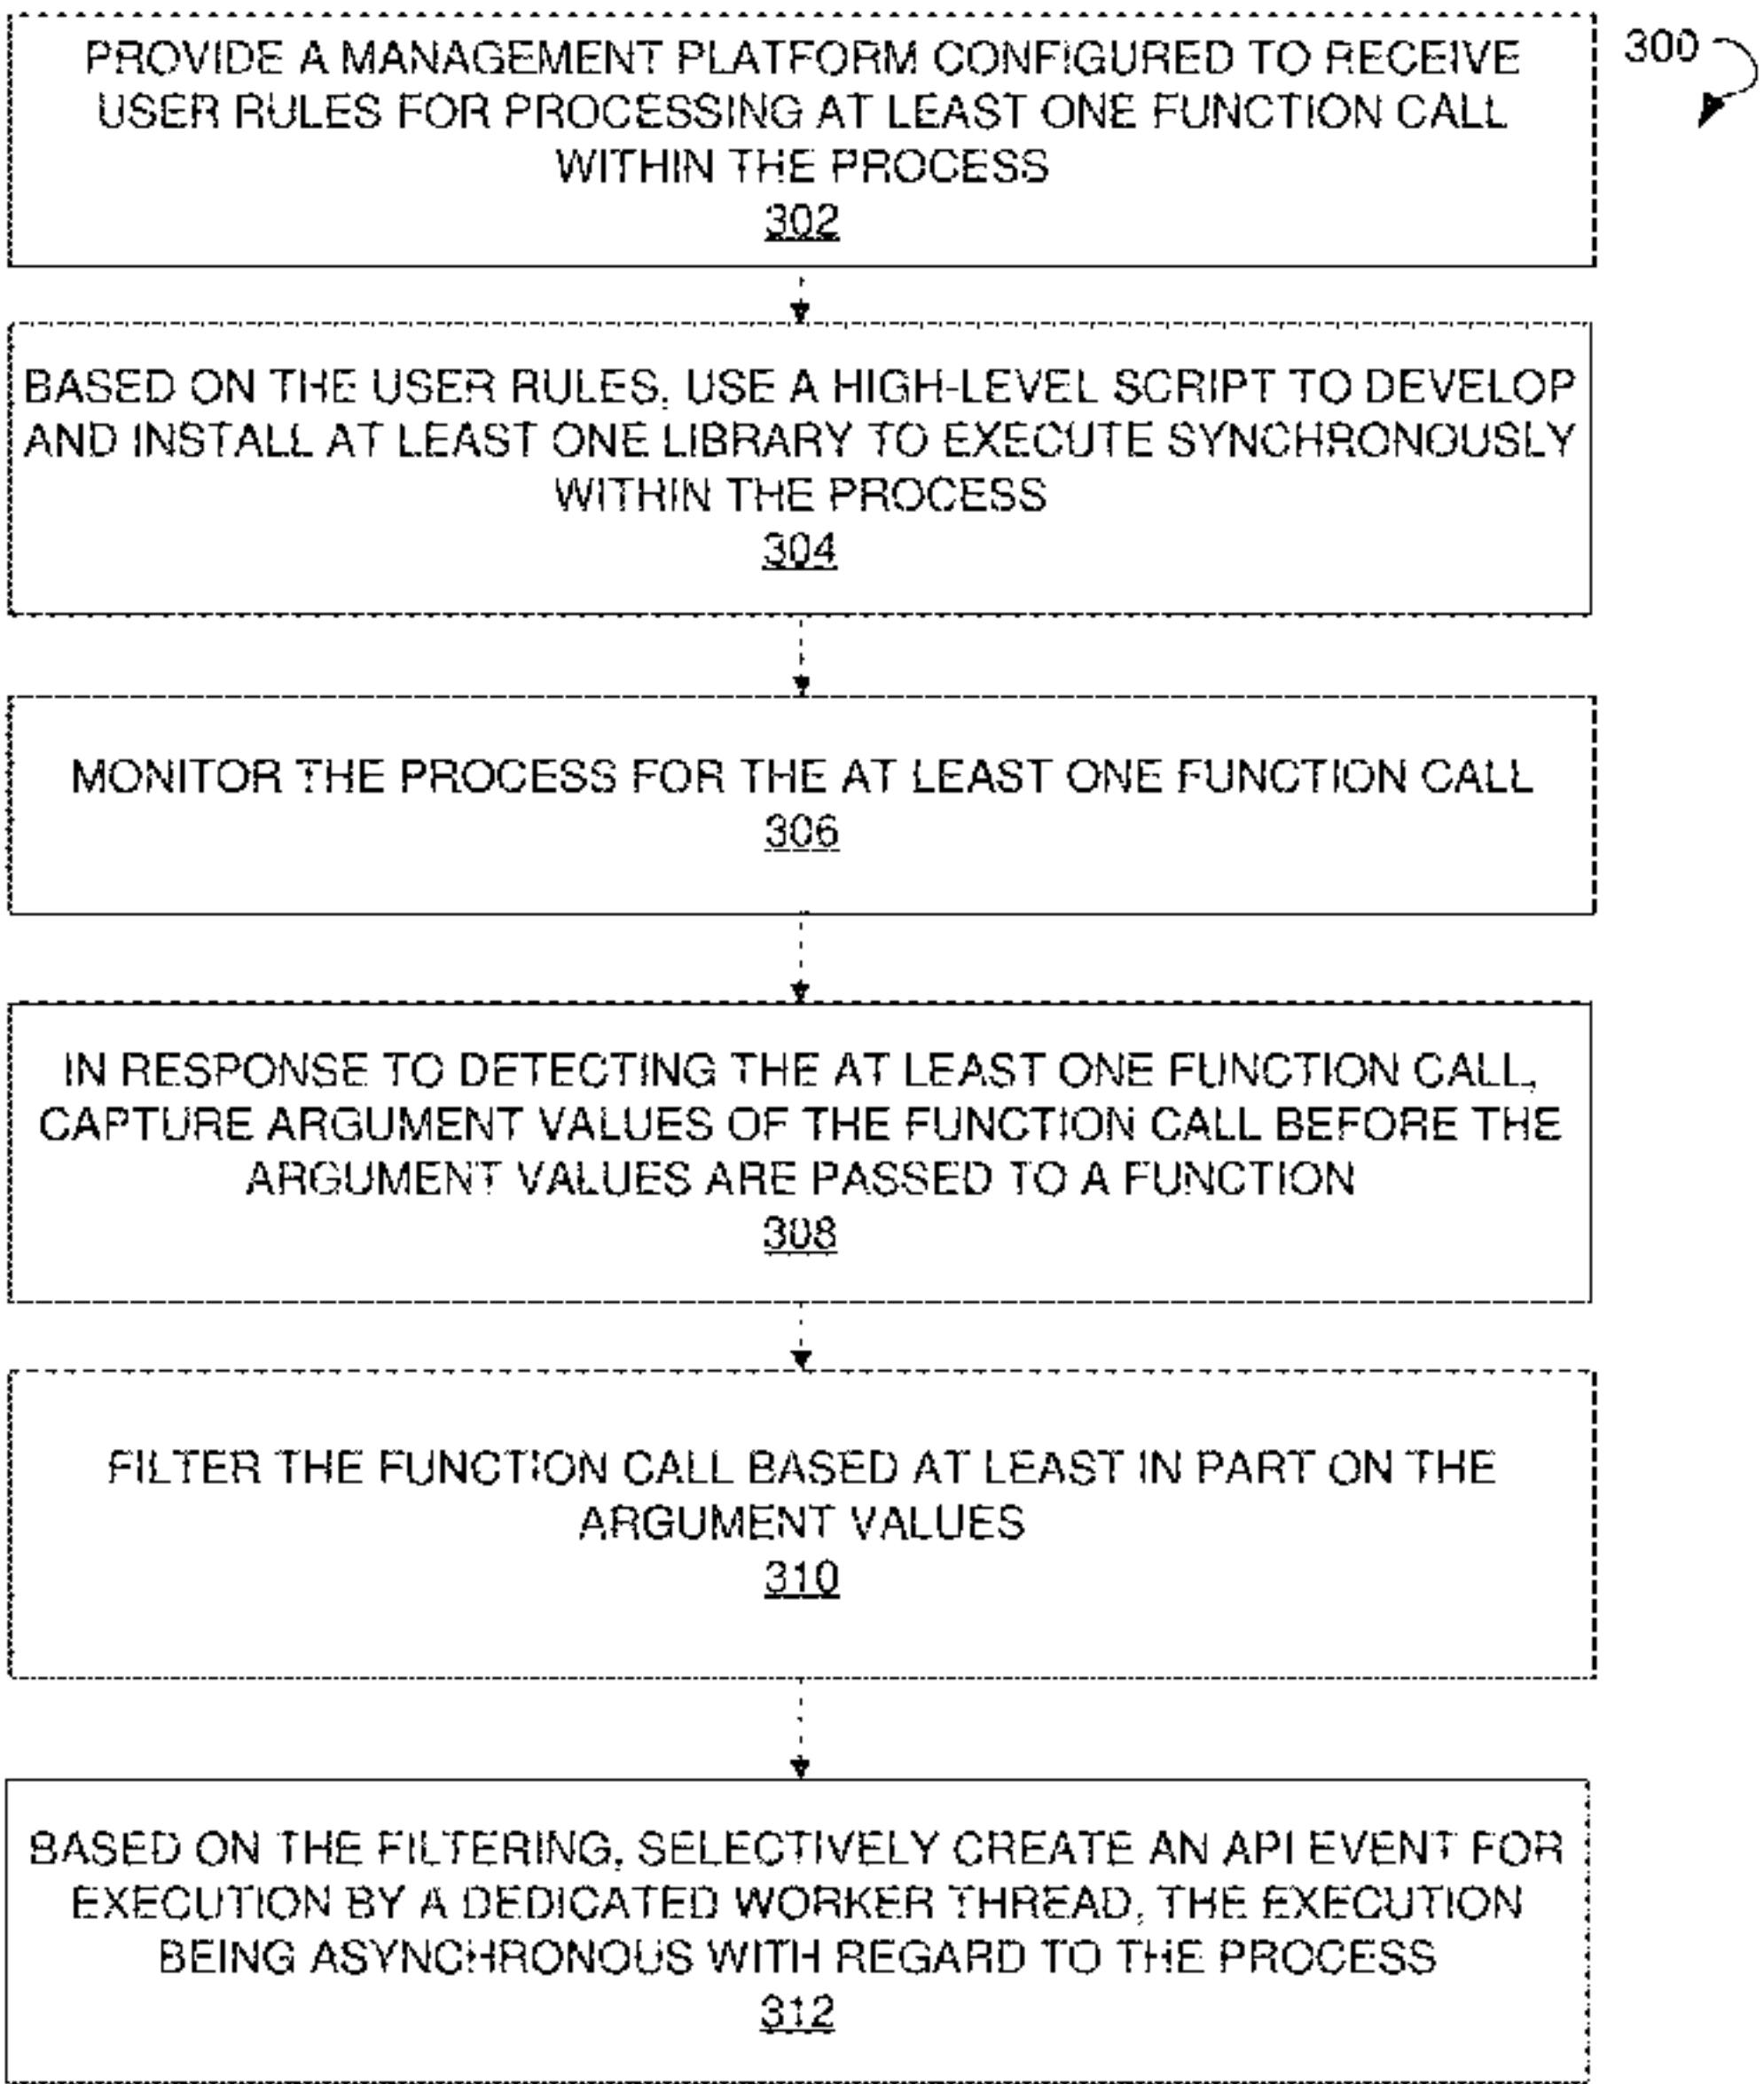 300
PROVIDE A MANAGEMENT PLATFORM CONFIGURED TO RECEIVE
USER RULES FOR PROCESSING AT LEAST ONE FUNCTION CALL
WITHIN THE PROCESS
302
BASED ON THE USER RULES, USE A HIGH-LEVEL SCRIPT TO DEVELOP
AND INSTALL AT LEAST ONE LIBRARY TO EXECUTE SYNCHRONOUSLY
WITHIN THE PROCESS
304
MONITOR THE PROCESS FOR THE AT LEAST ONE FUNCTION CALL
306
IN RESPONSE TO DETECTING THE AT LEAST ONE FUNCTION CALL,
CAPTURE ARGUMENT VALUES OF THE FUNCTION CALL BEFORE THE
ARGUMENT VALUES ARE PASSED TO A FUNCTION
308
FILTER THE FUNCTION CALL BASED AT LEAST IN PART ON THE
ARGUMENT VALUES
310
BASED ON THE FILTERING, SELECTIVELY CREATE AN API EVENT FOR
EXECUTION BY A DEDICATED WORKER THREAD, THE EXECUTION
BEING ASYNCHRONOUS WITH REGARD TO THE PROCESS
312